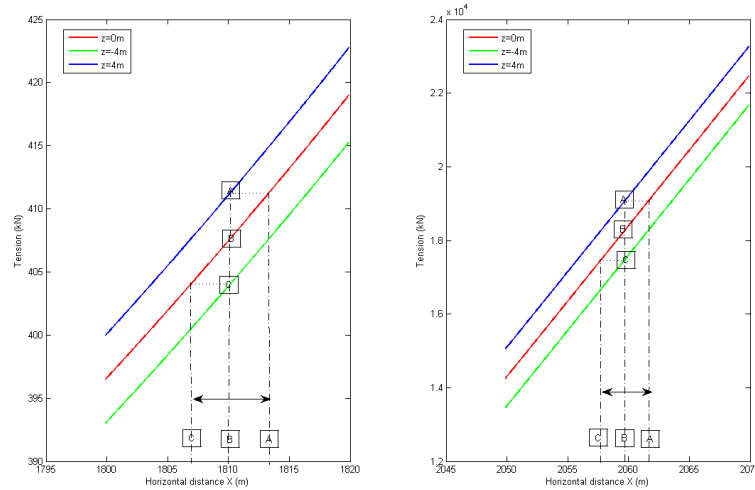 425
420
415
410
405
400
395
390
Tension (kN)
z=0m
z=-4m
z=4m
A
B
C
C
B
A
1795
1800
1805
1810
1815
1820
Horizontal distance X (m)
x 10⁴
2.4
2.2
2
1.8
1.6
1.4
1.2
Tension (kN)
z=0m
z=-4m
z=4m
A
B
C
C
B
A
2045
2050
2055
2060
2065
207
Horizontal distance X (m)